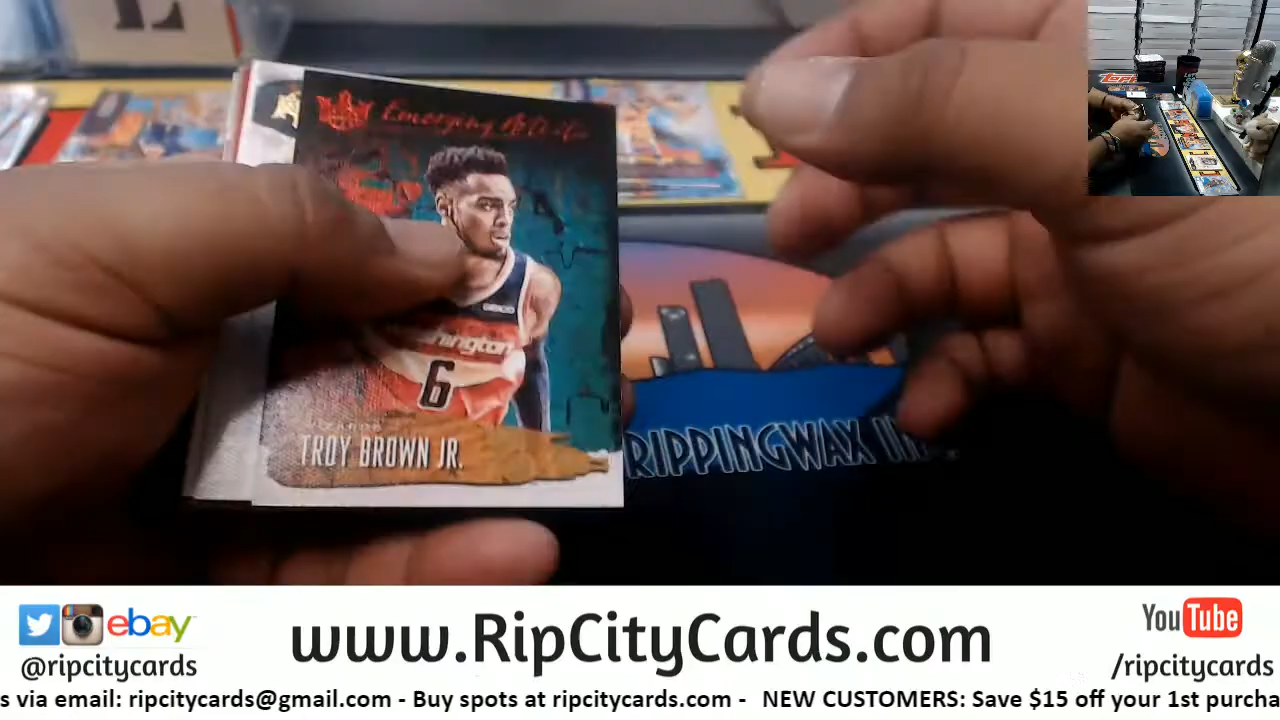 Emerging
Washington
6
TROY BROWN JR.
RIPPINGWAX
ebay
@ripcitycards
www.RipCityCards.com
YouTube
/ripcitycards
s via email: ripcitycards@gmail.com - Buy spots at ripcitycards.com - NEW CUSTOMERS: Save $15 off your 1st purcha